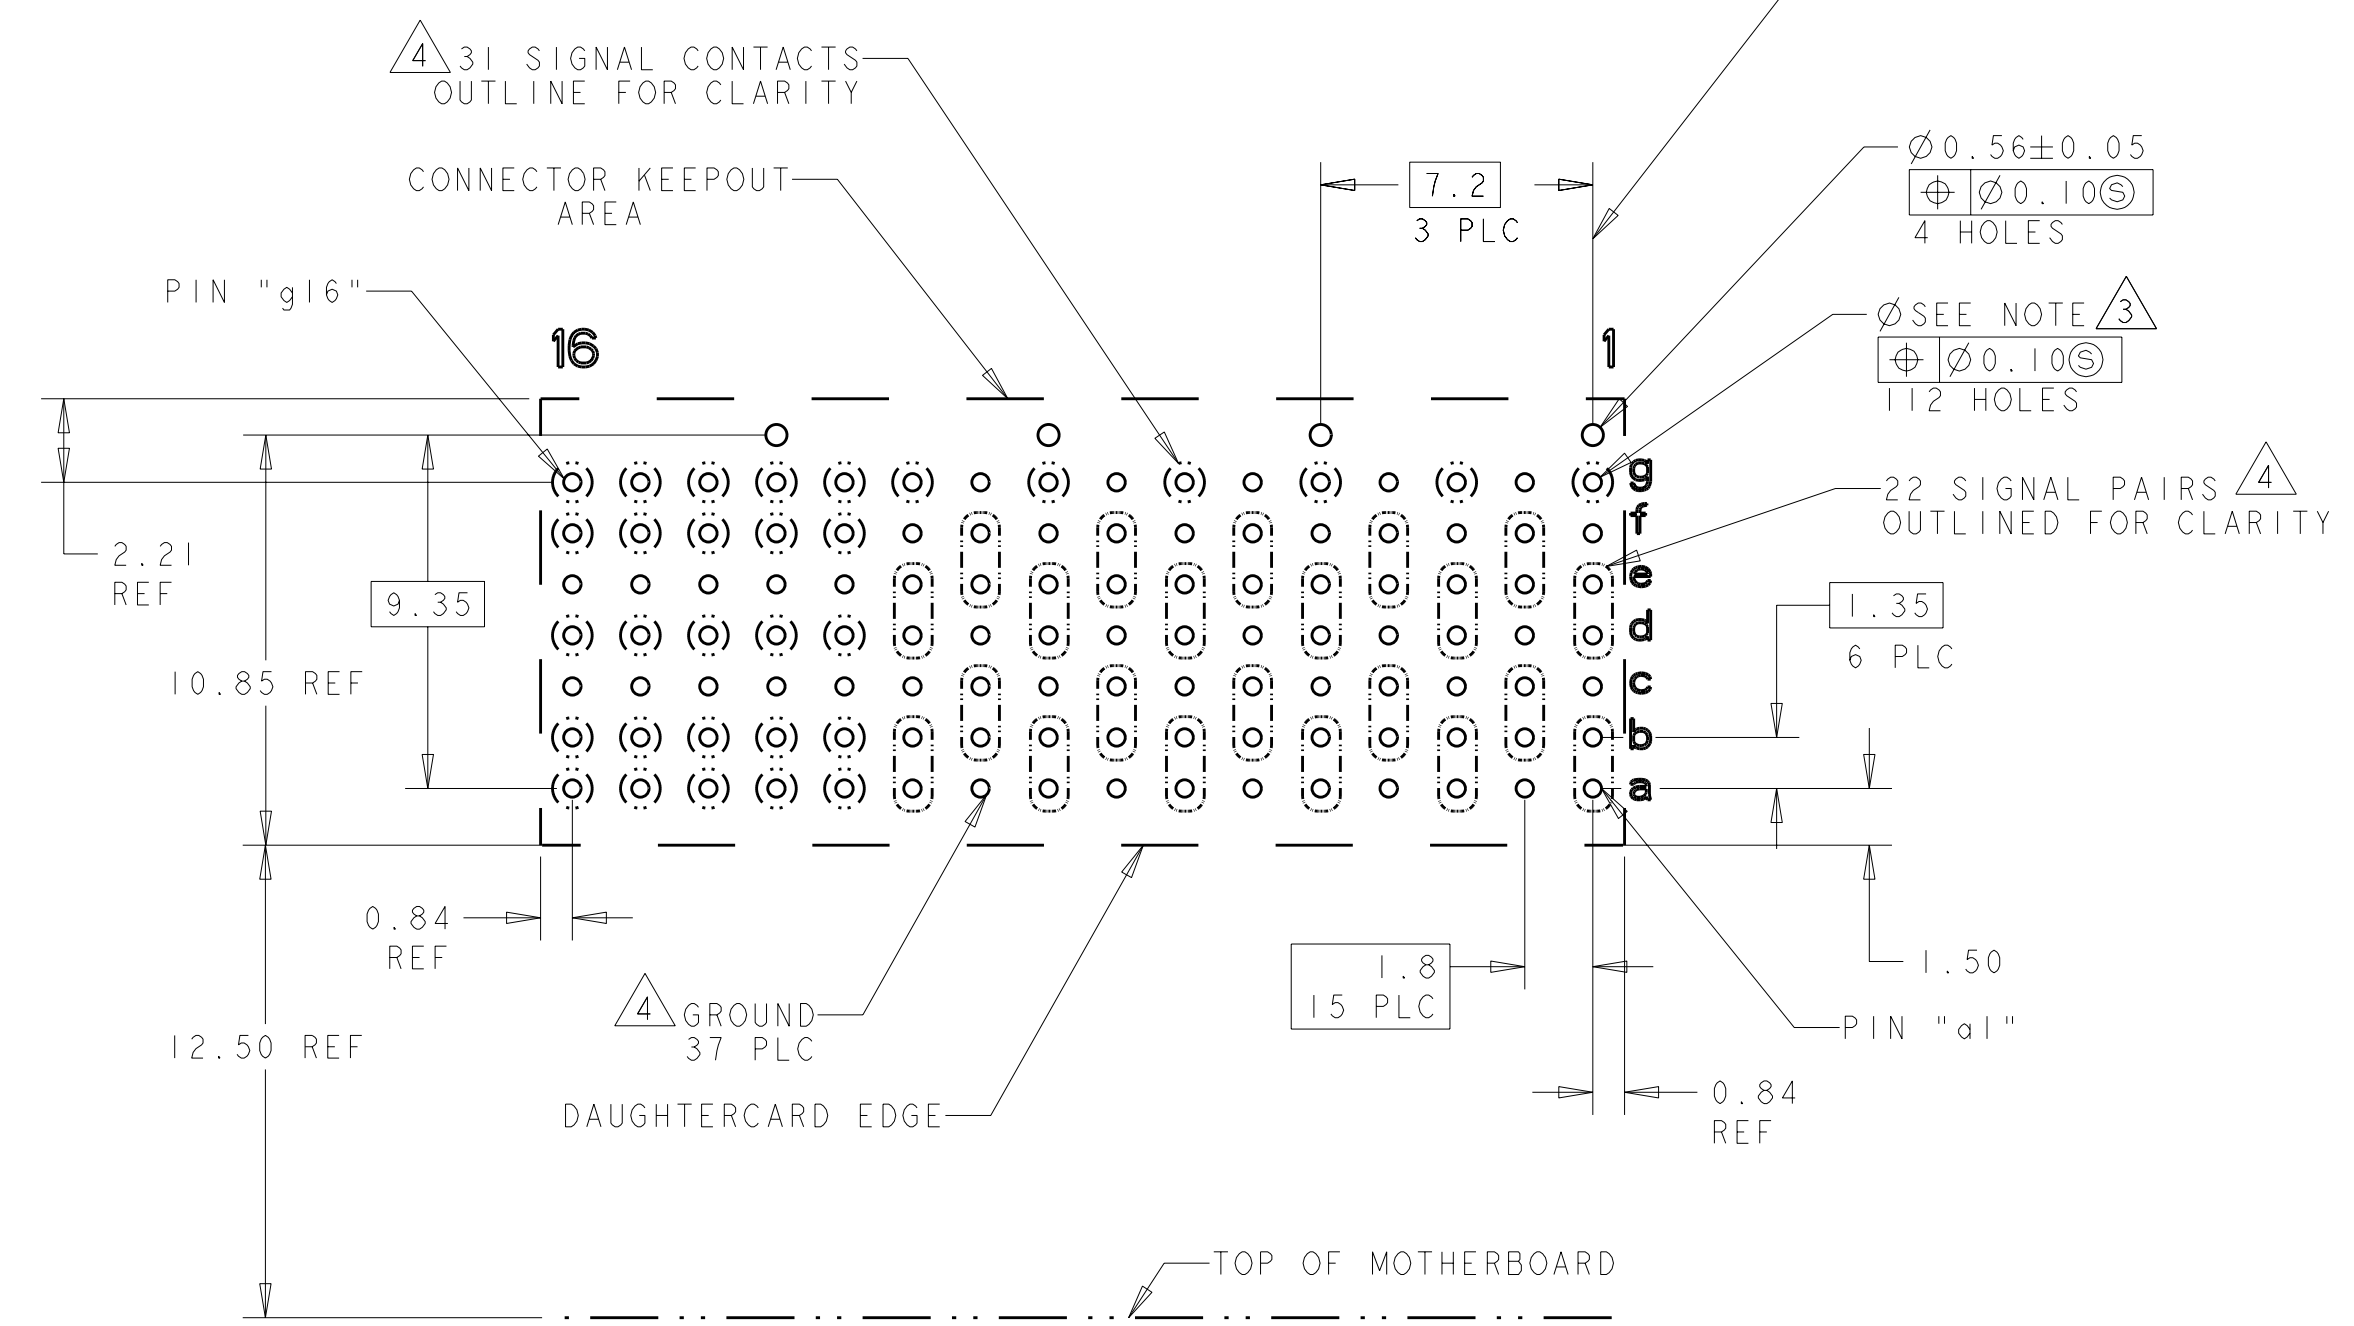 4 31 SIGNAL CONTACTS
OUTLINE FOR CLARITY
CONNECTOR KEEPOUT
AREA
PIN "g16"
16
7.2
3 PLC
Ø0.56±0.05
⌖ Ø0.10Ⓢ
4 HOLES
ØSEE NOTE 3
⌖ Ø0.10Ⓢ
112 HOLES
1
g
f
e
d
c
b
a
22 SIGNAL PAIRS 4
OUTLINED FOR CLARITY
2.21
REF
9.35
10.85 REF
1.35
6 PLC
0.84
REF
4 GROUND
37 PLC
1.8
15 PLC
1.50
12.50 REF
PIN "a1"
DAUGHTERCARD EDGE
0.84
REF
TOP OF MOTHERBOARD